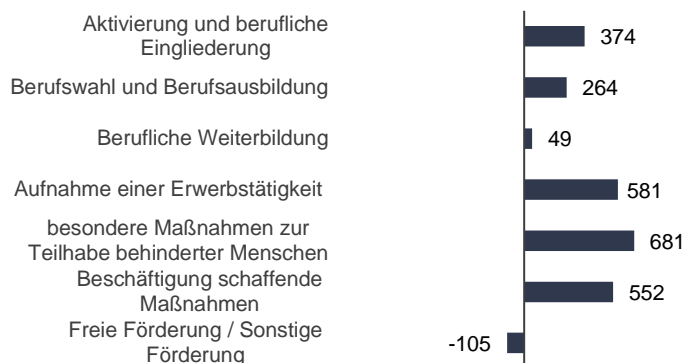 Aktivierung und berufliche
Eingliederung
374
Berufswahl und Berufsausbildung
264
Berufliche Weiterbildung
49
Aufnahme einer Erwerbstätigkeit
581
besondere Maßnahmen zur
Teilhabe behinderter Menschen
681
Beschäftigung schaffende
Maßnahmen
552
Freie Förderung / Sonstige
Förderung
-105